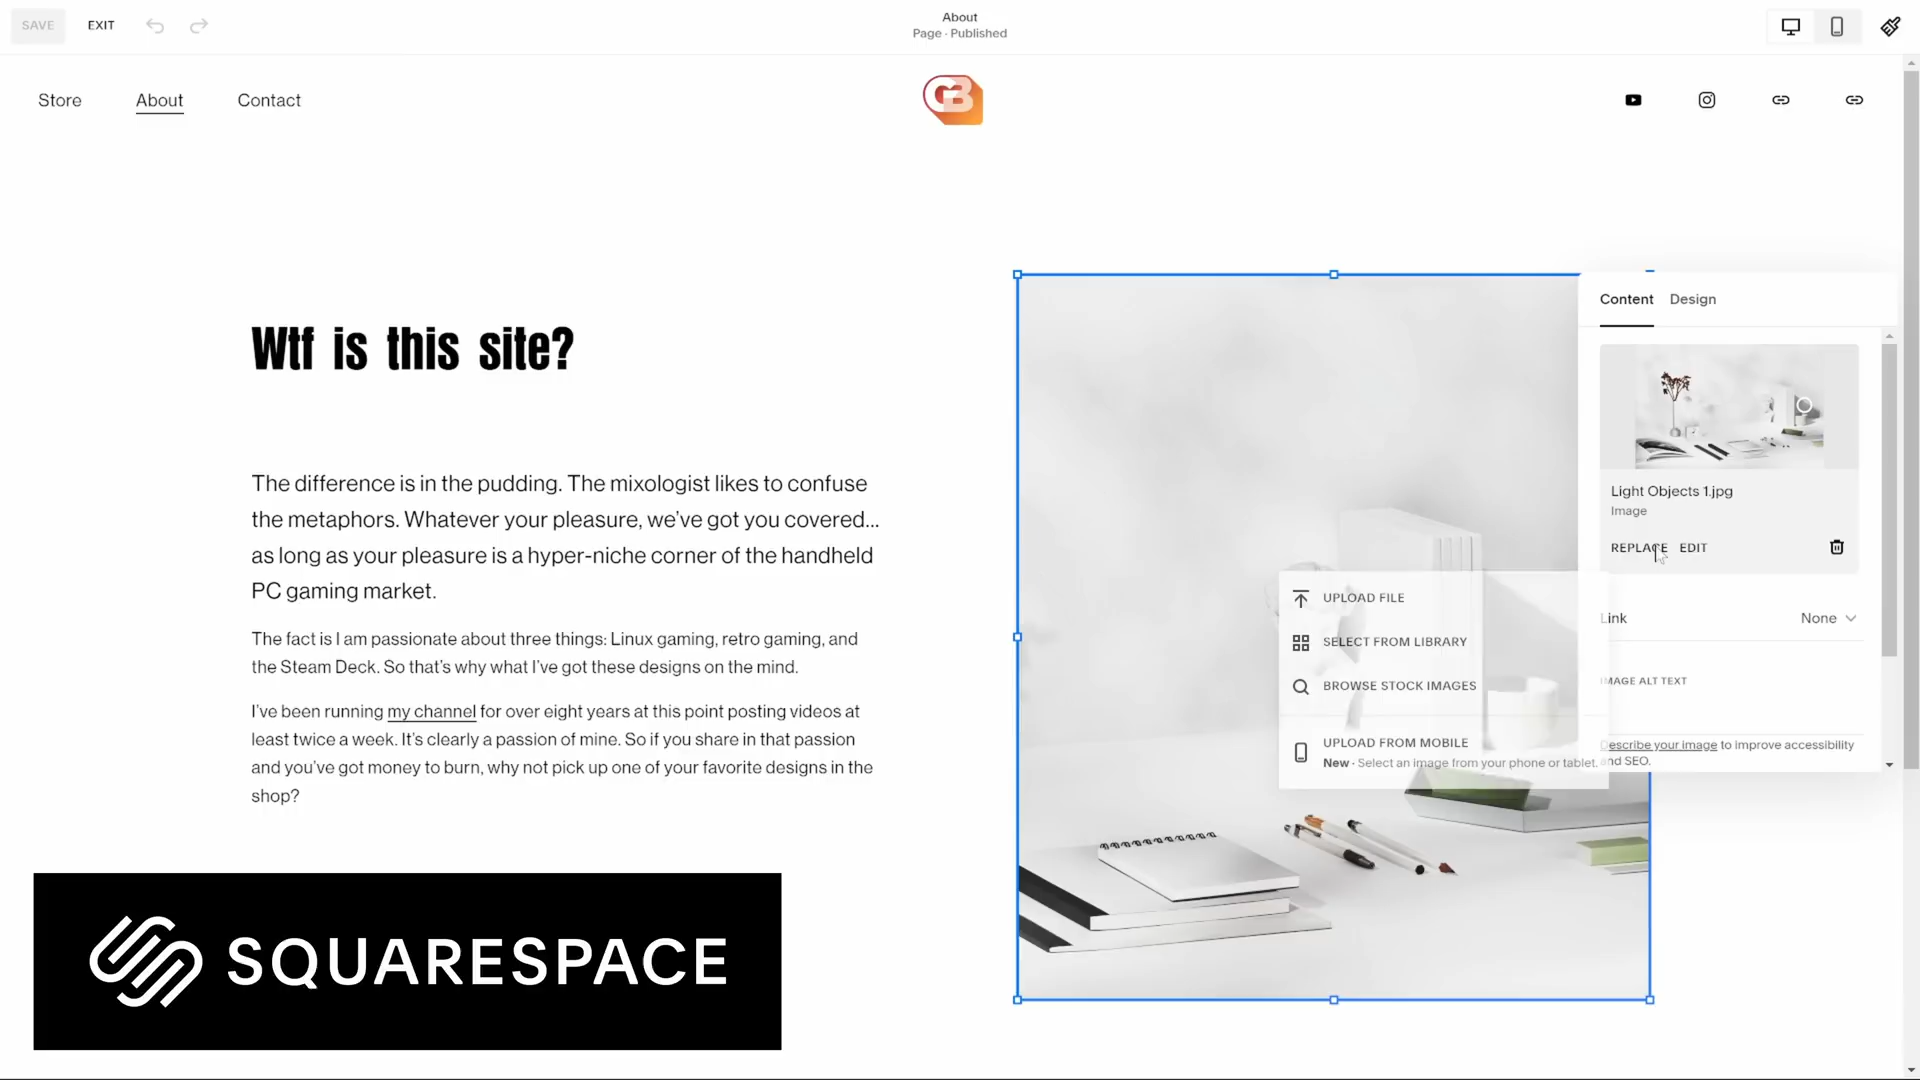 SAVE
EXIT
About
Page · Published
Store
About
Contact
GB
Wtf is this site?
The difference is in the pudding. The mixologist likes to confuse
the metaphors. Whatever your pleasure, we've got you covered...
as long as your pleasure is a hyper-niche corner of the handheld
PC gaming market.
The fact is I am passionate about three things: Linux gaming, retro gaming, and
the Steam Deck. So that's why what I've got these designs on the mind.
I've been running my channel for over eight years at this point posting videos at
least twice a week. It's clearly a passion of mine. So if you share in that passion
and you've got money to burn, why not pick up one of your favorite designs in the
shop?
Content
Design
Light Objects 1.jpg
Image
REPLACE
EDIT
UPLOAD FILE
SELECT FROM LIBRARY
BROWSE STOCK IMAGES
UPLOAD FROM MOBILE
New · Select an image from your phone or tablet.
Link
None
IMAGE ALT TEXT
Describe your image to improve accessibility
and SEO.
SQUARESPACE